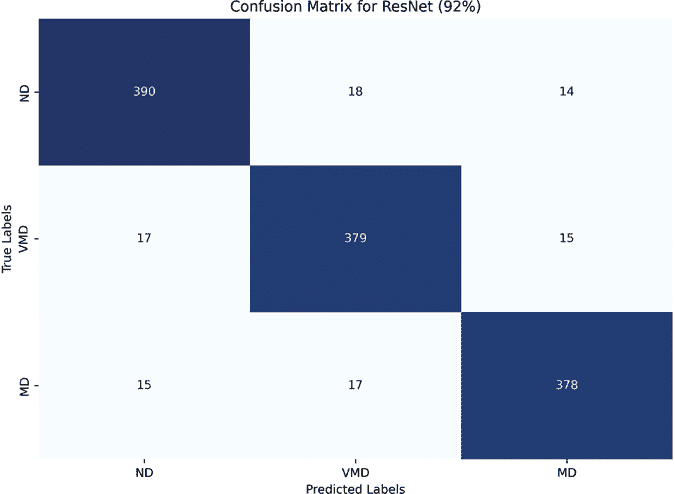 Confusion Matrix for ResNet (92%)
ND 390 18 14
VMD 17 379 15
MD 15 17 378
True Labels
ND VMD MD
Predicted Labels